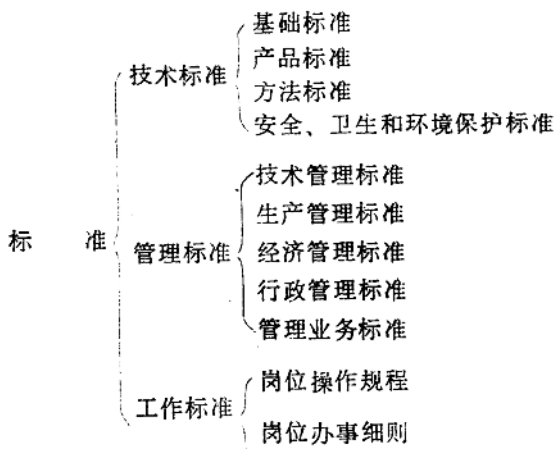 标 准
技术标准
基础标准
产品标准
方法标准
安全、卫生和环境保护标准
管理标准
技术管理标准
生产管理标准
经济管理标准
行政管理标准
管理业务标准
工作标准
岗位操作规程
岗位办事细则